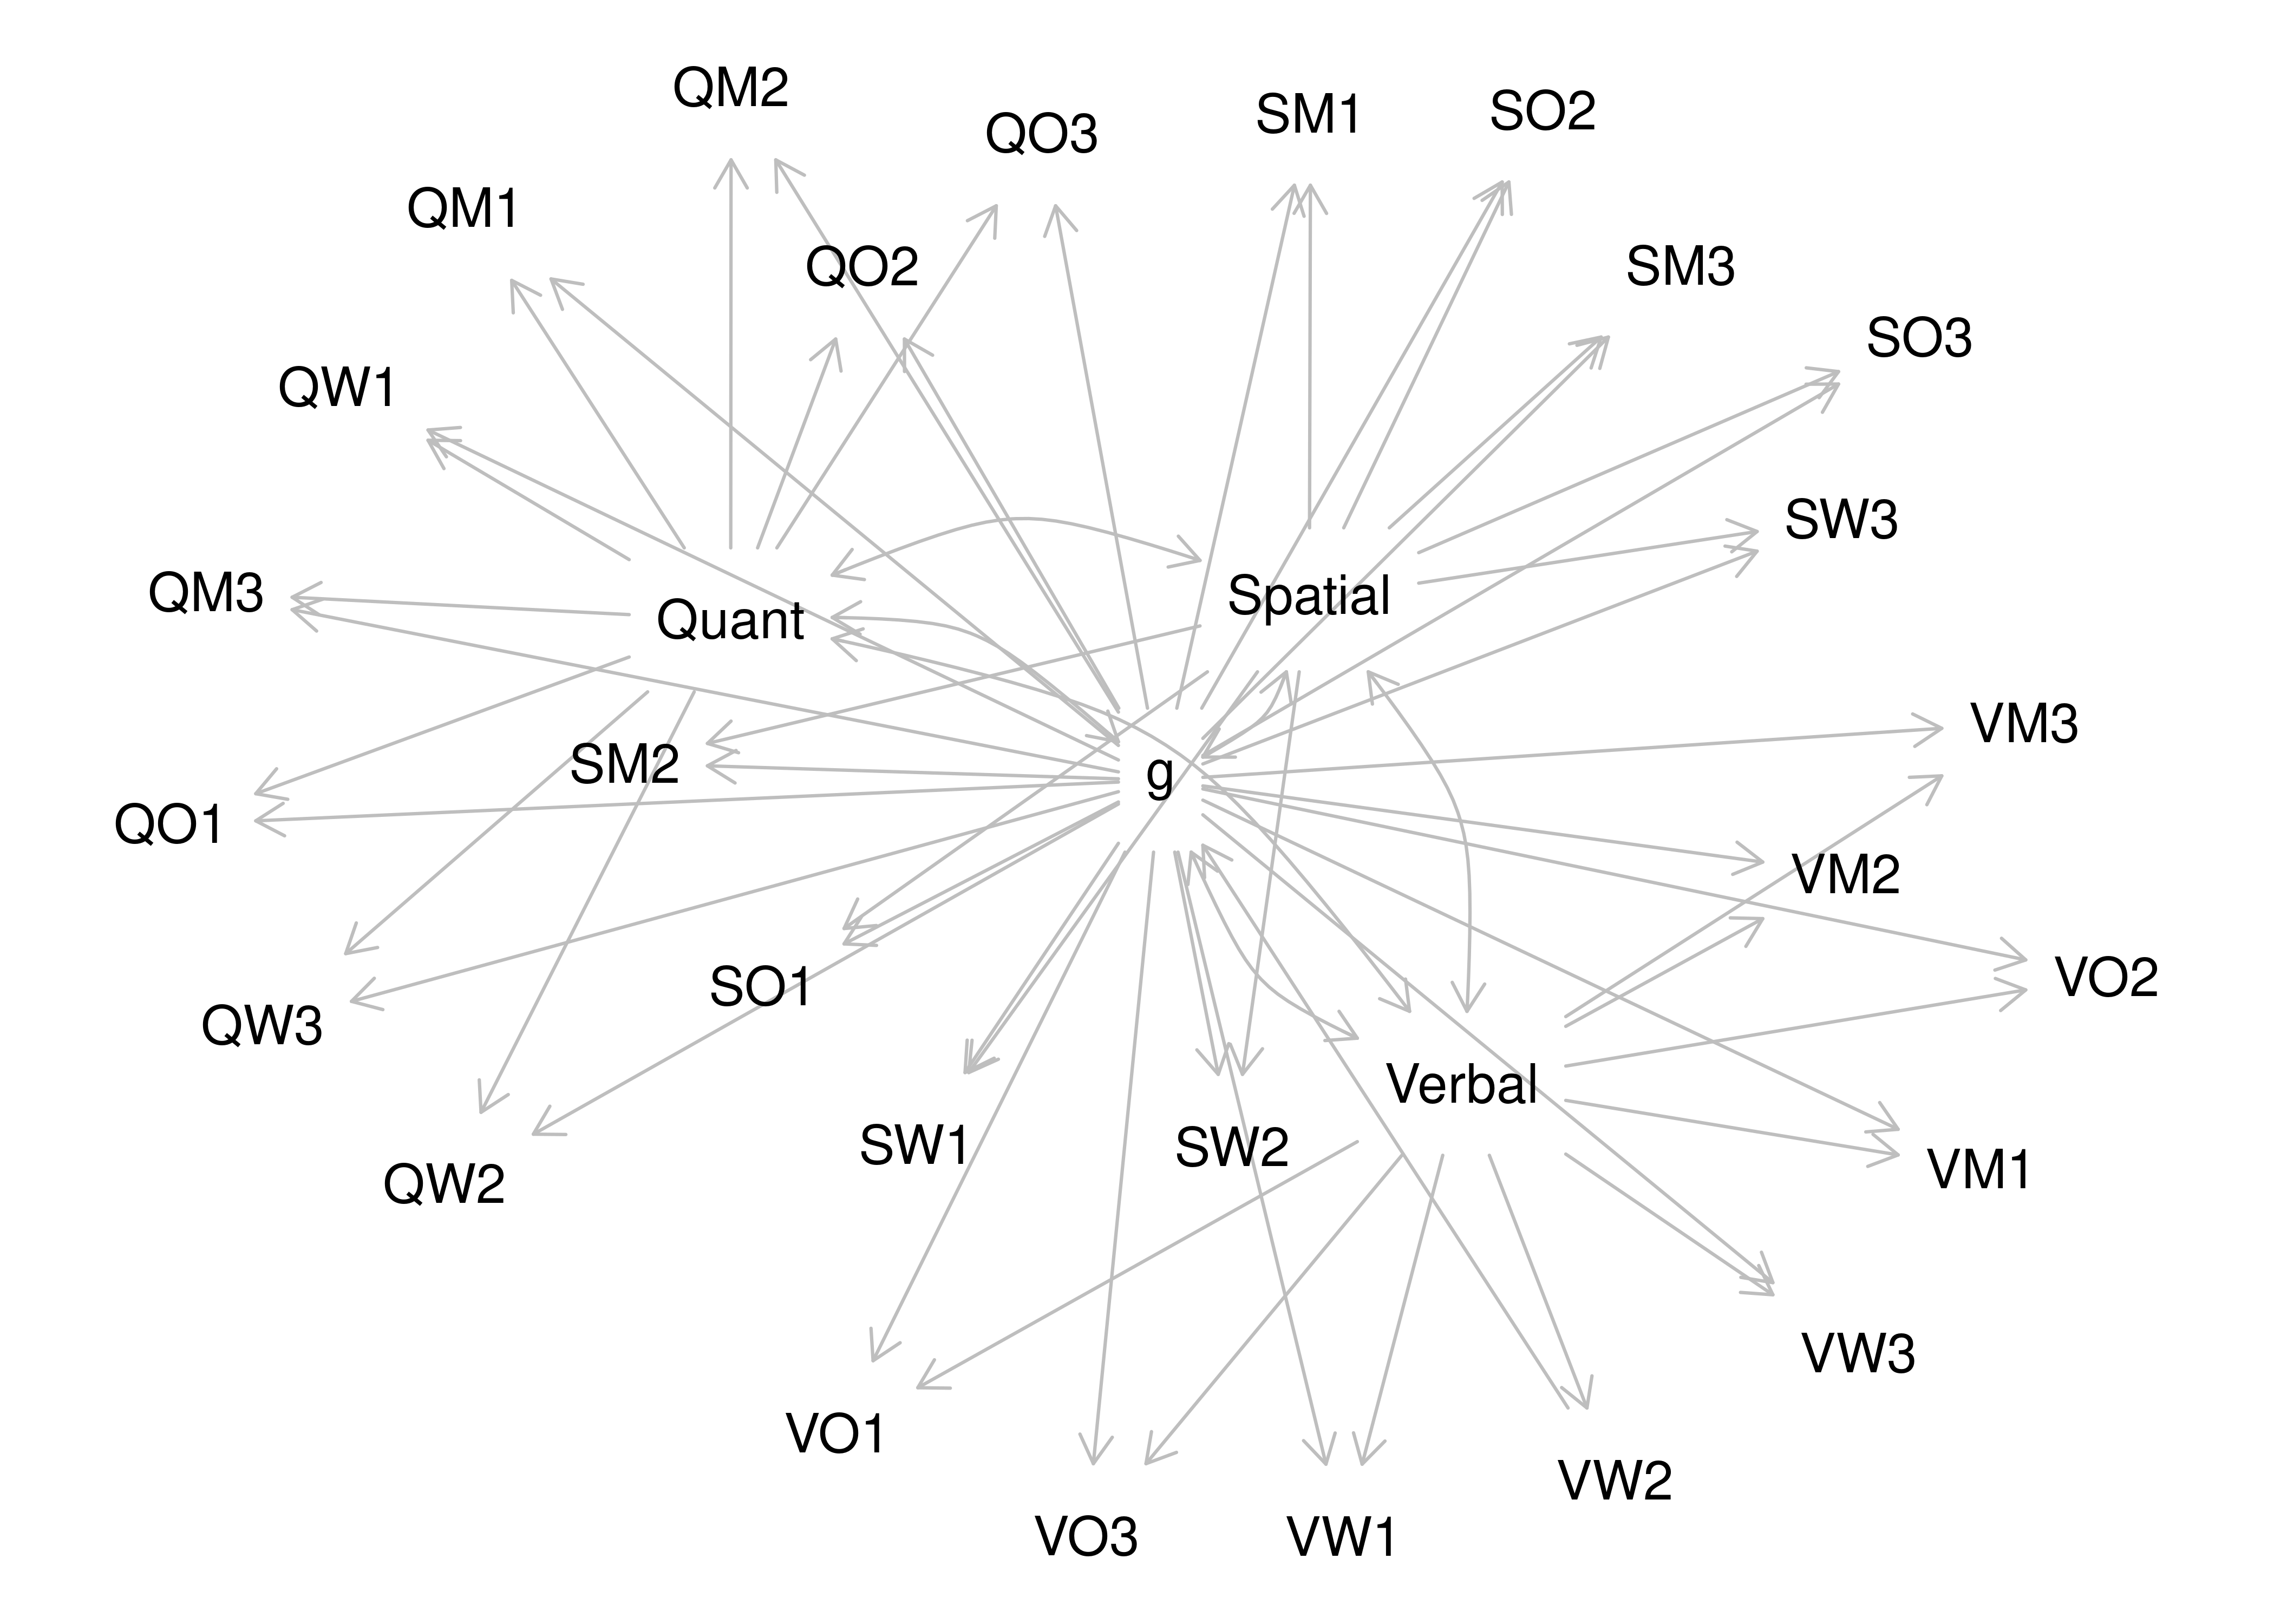 QM2
SO2
SM1
QO3
QM1
QO2
SM3
SO3
QW1
SW3
QM3
Spatial
Quant
VM3
SM2
g
QO1
VM2
VO2
SO1
QW3
Verbal
SW1
SW2
VM1
QW2
VW3
VO1
VW2
VO3
VW1